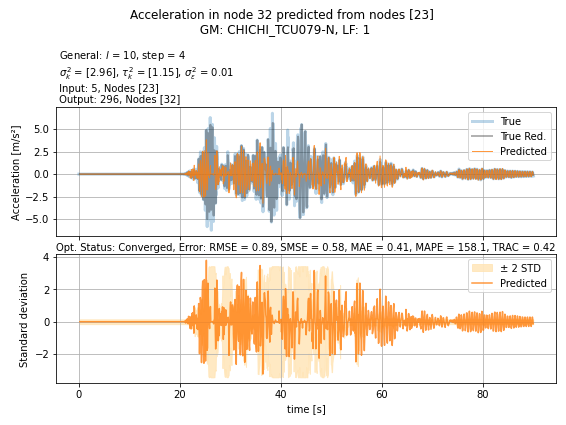 Acceleration in node 32 predicted from nodes [23]
GM: CHICHI_TCU079-N, LF: 1
General: l = 10, step = 4
σ²ₖ = [2.96], τ²ₖ = [1.15], σ²ₑ = 0.01
Input: 5, Nodes [23]
Output: 296, Nodes [32]
Acceleration [m/s²]
5.0
2.5
0.0
−2.5
−5.0
True
True Red.
Predicted
Opt. Status: Converged, Error: RMSE = 0.89, SMSE = 0.58, MAE = 0.41, MAPE = 158.1, TRAC = 0.42
Standard deviation
4
2
0
−2
± 2 STD
Predicted
0 20 40 60 80
time [s]